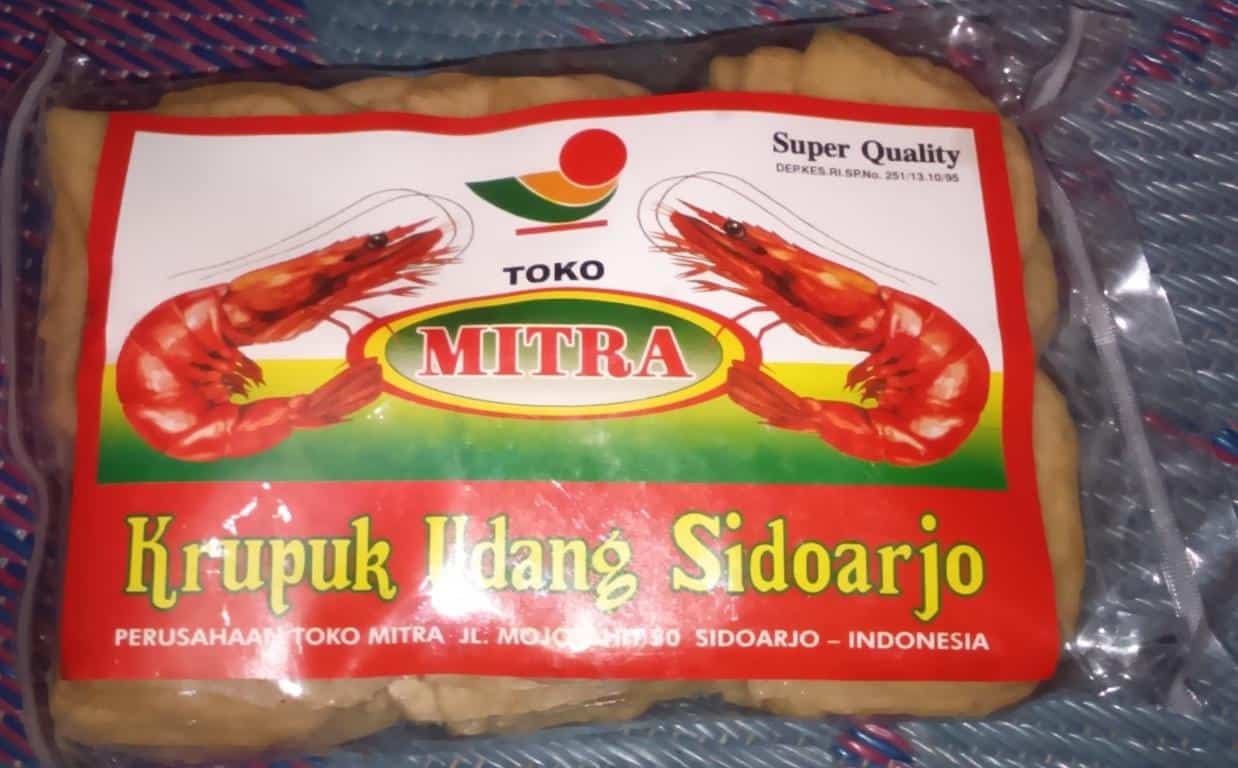 Super Quality
DEP.KES.RI.SP.No. 251/13.10/95
TOKO
MITRA
Krupuk Udang Sidoarjo
PERUSAHAAN TOKO MITRA JL. 80 SIDOARJO – INDONESIA